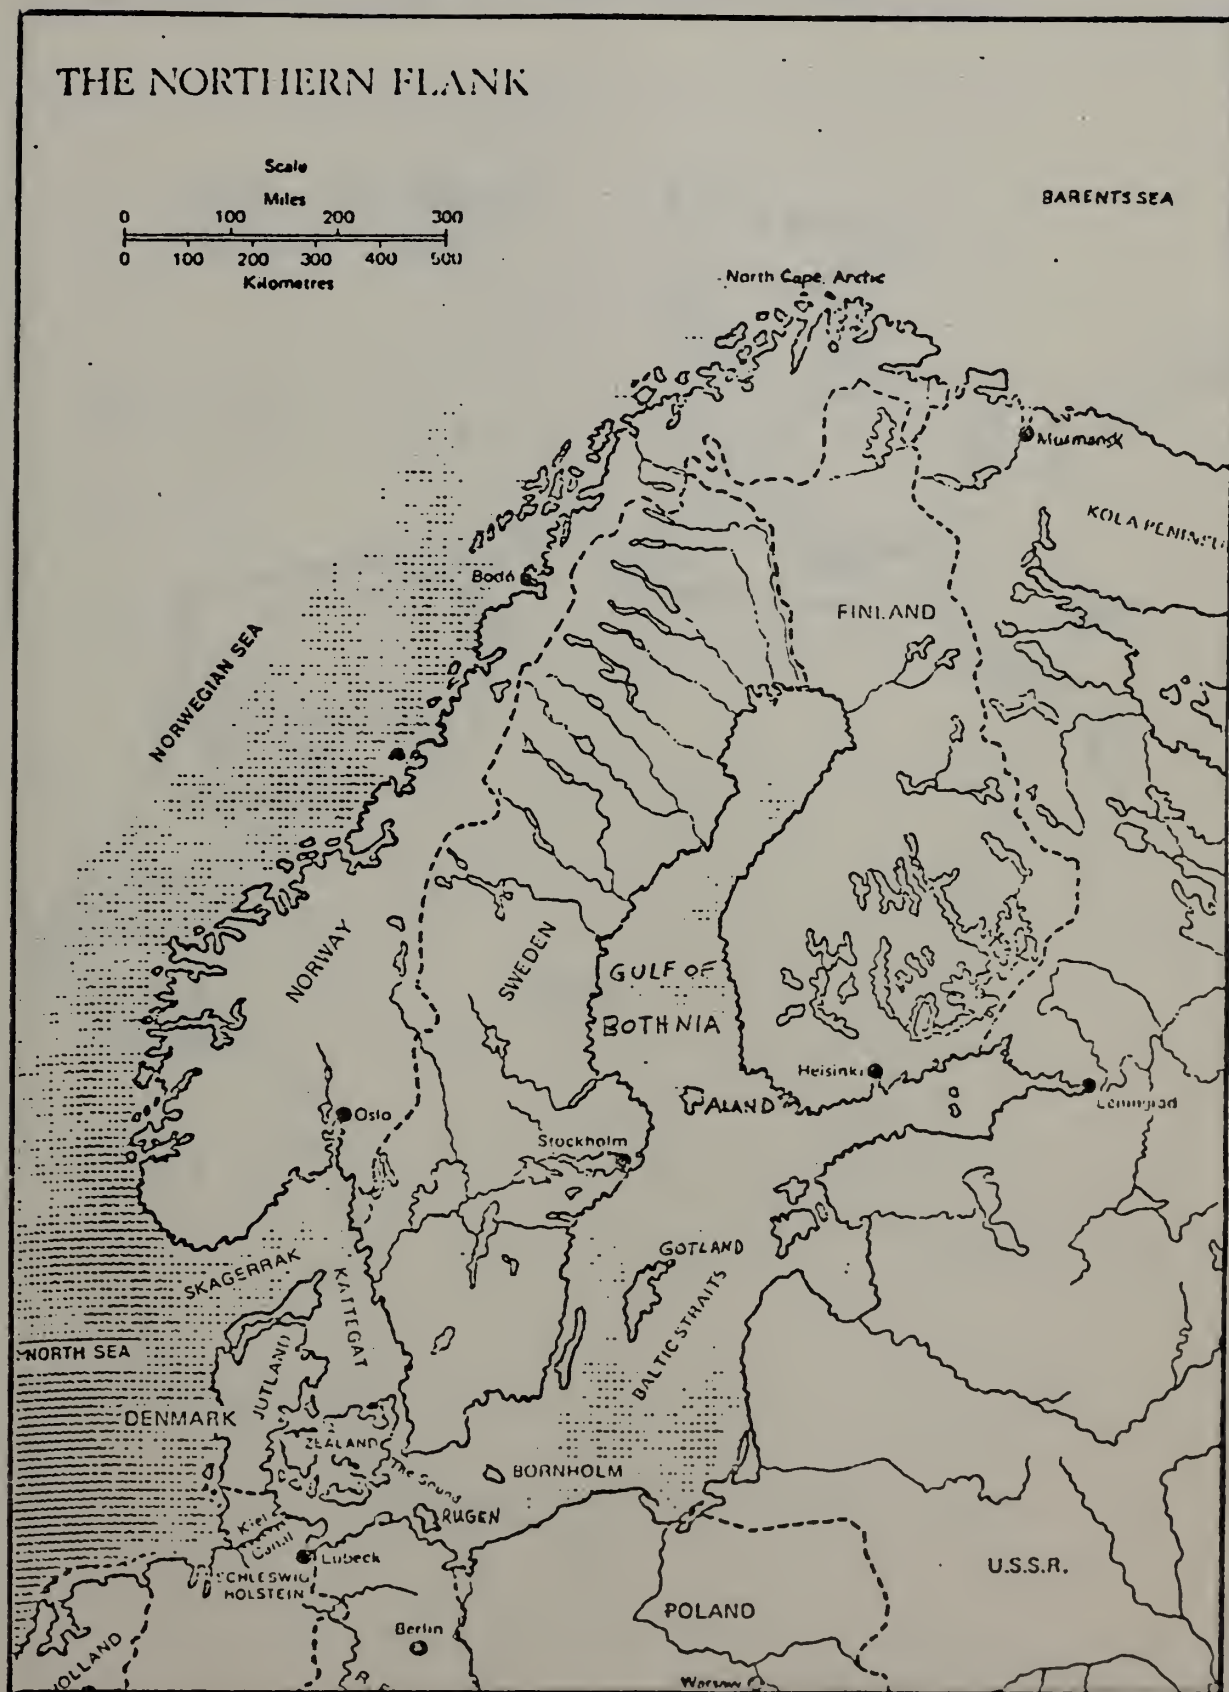 THE NORTHERN FLANK
Scale
Miles
0 100 200 300
0 100 200 300 400 500
Kilometres
BARENTS SEA
North Cape, Arctic
Murmansk
KOLA
Bodö
FINLAND
NORWEGIAN SEA
NORWAY
SWEDEN
GULF OF
BOTHNIA
Helsinki
ALAND
Leningrad
Oslo
Stockholm
GOTLAND
SKAGERRAK
KATTEGAT
BALTIC STRAITS
NORTH SEA
JUTLAND
DENMARK
ZEALAND
The Sound
BORNHOLM
RUGEN
Kiel
Canal
Lübeck
SCHLESWIG
HOLSTEIN
U.S.S.R.
POLAND
Berlin
HOLLAND
Warsaw